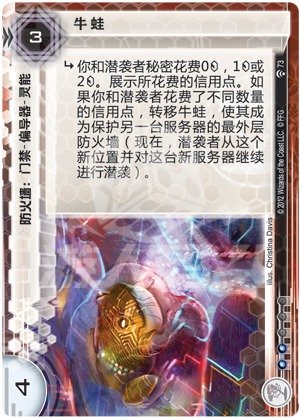 3
牛蛙
防火墙：门禁-偏导器-灵能
↳你和潜袭者秘密花费0⊙，1⊙或
2⊙。展示所花费的信用点。如
果你和潜袭者花费了不同数量
的信用点，转移牛蛙，使其成
为保护另一台服务器的最外层
防火墙（现在，潜袭者从这个
新位置并对这台新服务器继续
进行潜袭）。
73
© 2012 Wizards of the Coast LLC. © FFG
Illus. Christina Davis
4